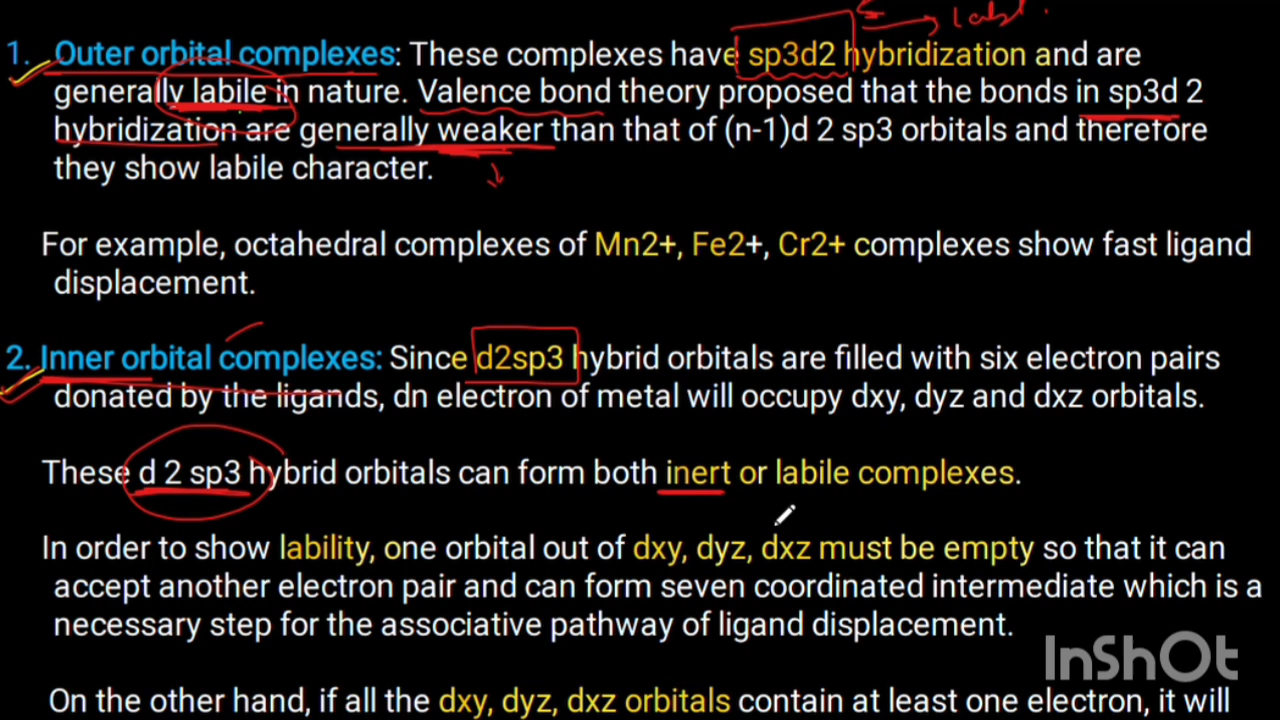 labl.
1. Outer orbital complexes: These complexes have sp3d2 hybridization and are
generally labile in nature. Valence bond theory proposed that the bonds in sp3d 2
hybridization are generally weaker than that of (n-1)d 2 sp3 orbitals and therefore
they show labile character.
For example, octahedral complexes of Mn2+, Fe2+, Cr2+ complexes show fast ligand
displacement.
2. Inner orbital complexes: Since d2sp3 hybrid orbitals are filled with six electron pairs
donated by the ligands, dn electron of metal will occupy dxy, dyz and dxz orbitals.
These d 2 sp3 hybrid orbitals can form both inert or labile complexes.
In order to show lability, one orbital out of dxy, dyz, dxz must be empty so that it can
accept another electron pair and can form seven coordinated intermediate which is a
necessary step for the associative pathway of ligand displacement.
InShOt
On the other hand, if all the dxy, dyz, dxz orbitals contain at least one electron, it will